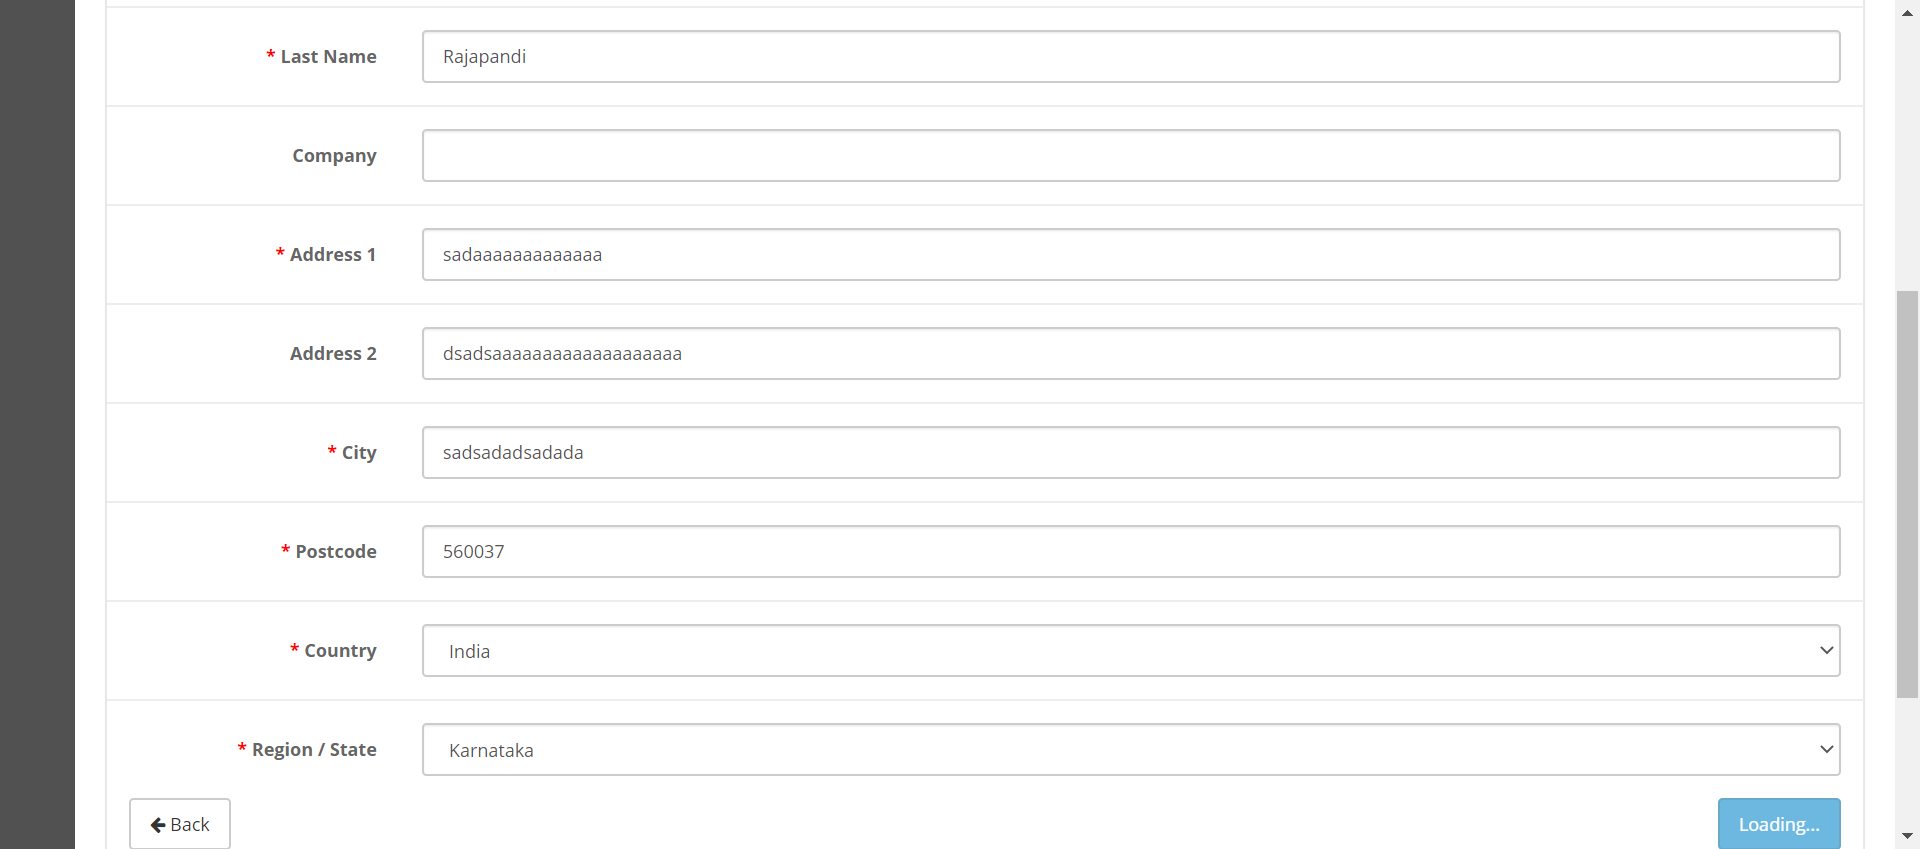 * Last Name
Rajapandi
Company
* Address 1
sadaaaaaaaaaaaaa
Address 2
dsadsaaaaaaaaaaaaaaaaaaa
* City
sadsadadsadada
* Postcode
560037
* Country
India
* Region / State
Karnataka
Back
Loading...